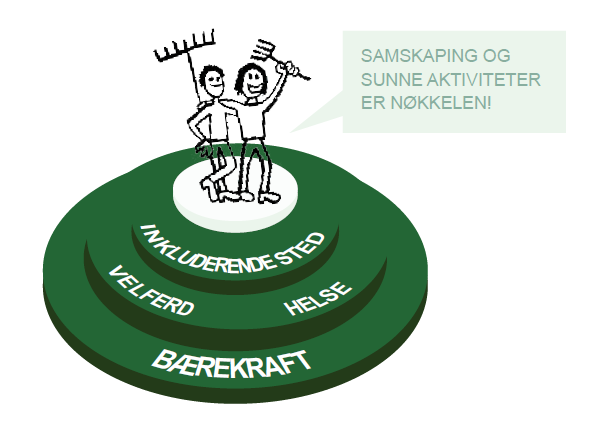 SAMSKAPING OG
SUNNE AKTIVITETER
ER NØKKELEN!
INKLUDERENDE STED
VELFERD
HELSE
BÆREKRAFT